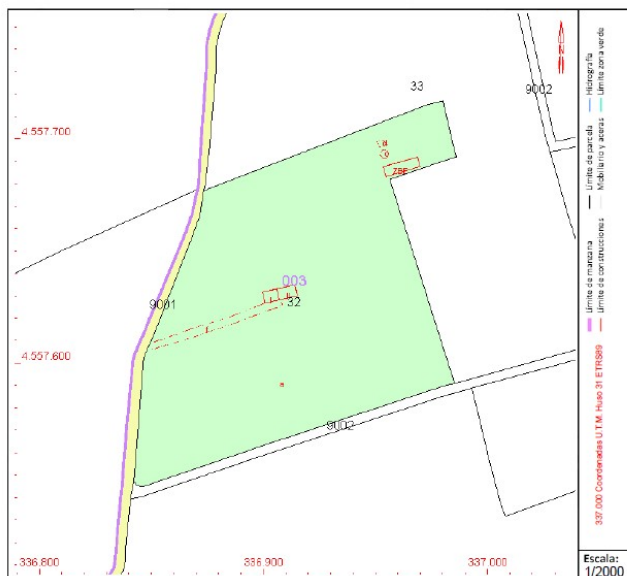 33
9002
4.557.700
ZBE
003
32
9001
4.557.600
9002
336.800
336.900
337.000
Límite de manzana
Límite de parcela
Hidrografía
Límite de construcciones
Mobiliario y aceras
Límite zona verde
337.000 Coordenadas U.T.M. Huso 31 ETRS89
Escala:
1/2000